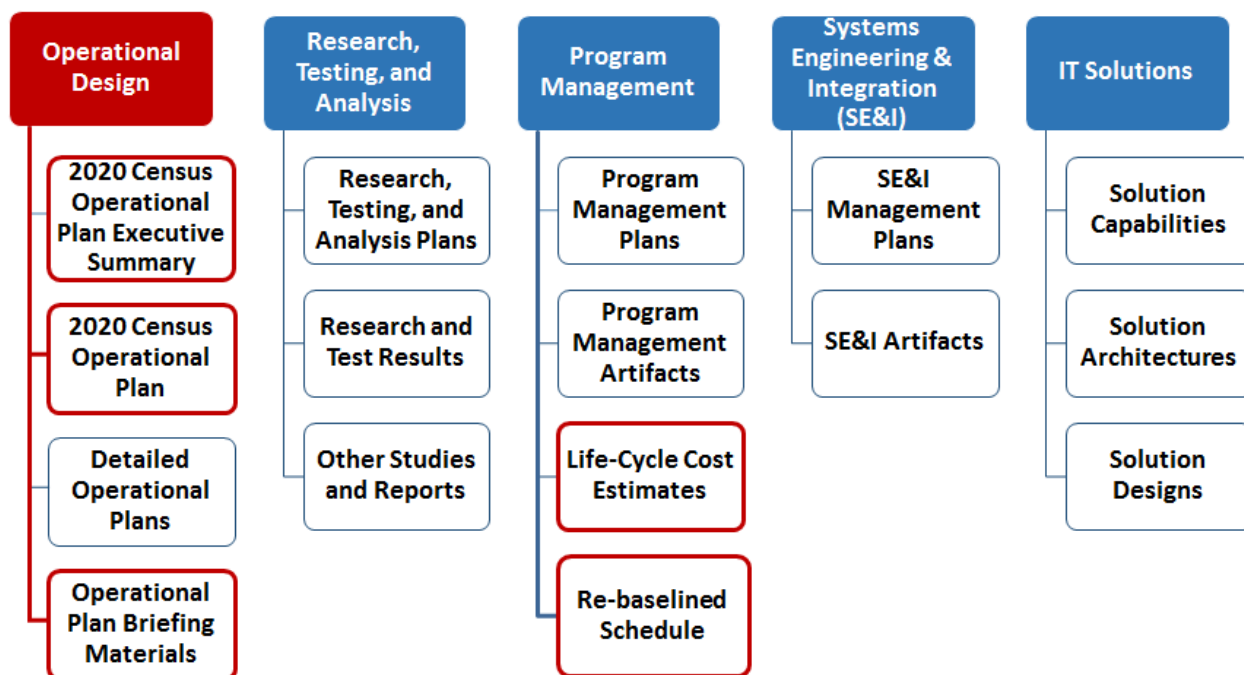 Operational
Design
2020 Census
Operational
Plan Executive
Summary
2020 Census
Operational
Plan
Detailed
Operational
Plans
Operational
Plan Briefing
Materials
Research,
Testing, and
Analysis
Research,
Testing, and
Analysis Plans
Research and
Test Results
Other Studies
and Reports
Program
Management
Program
Management
Plans
Program
Management
Artifacts
Life-Cycle Cost
Estimates
Re-baselined
Schedule
Systems
Engineering &
Integration
(SE&I)
SE&I
Management
Plans
SE&I Artifacts
IT Solutions
Solution
Capabilities
Solution
Architectures
Solution
Designs